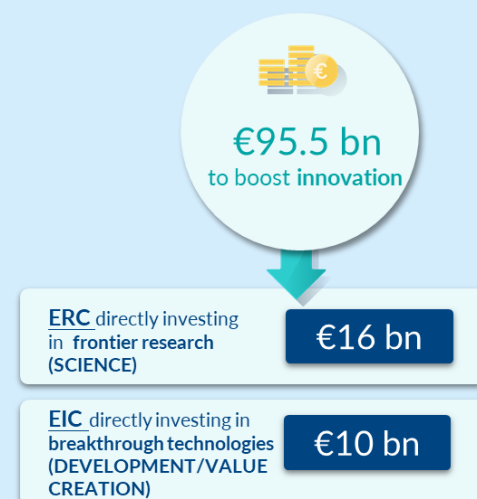 €
€95.5 bn
to boost innovation
ERC directly investing
in frontier research
(SCIENCE)
€16 bn
EIC directly investing in
breakthrough technologies
(DEVELOPMENT/VALUE
CREATION)
€10 bn